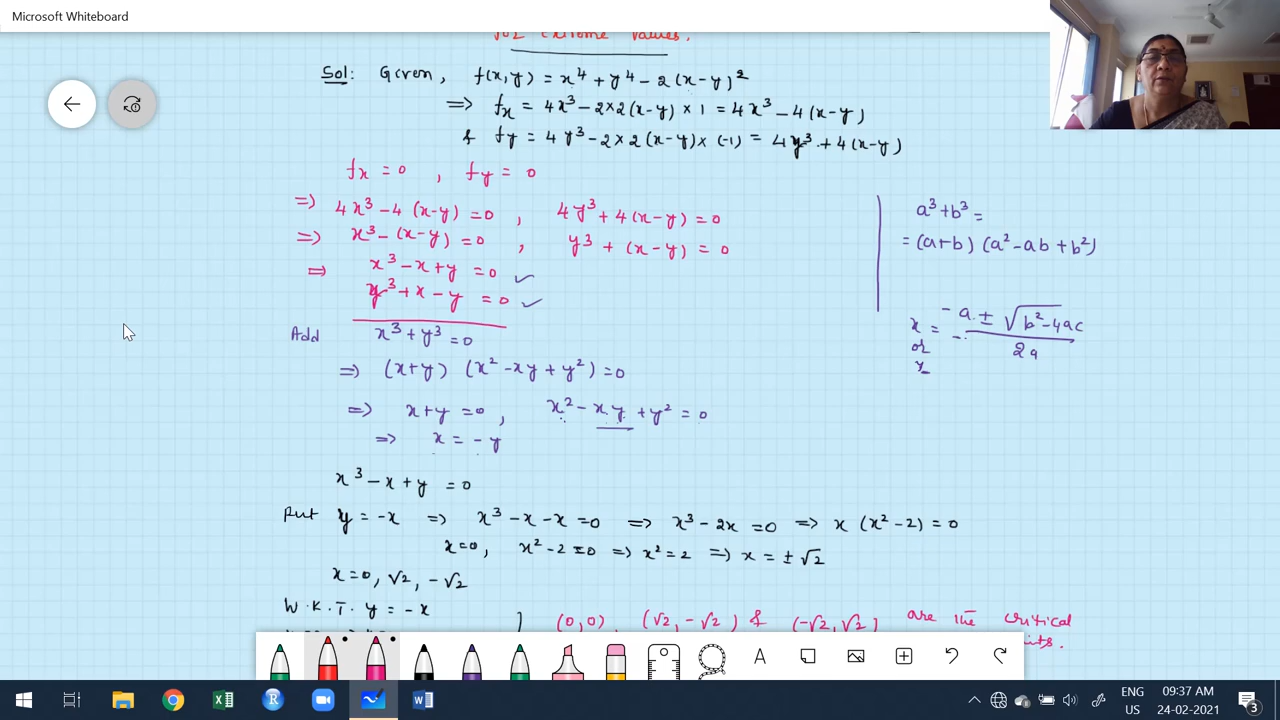 Microsoft Whiteboard
for extreme values.
Sol: Given, f(x,y) = x⁴ + y⁴ - 2(x-y)²
⇒ fx = 4x³ - 2×2(x-y) × 1 = 4x³ - 4(x-y)
& fy = 4y³ - 2×2(x-y) × (-1) = 4y³ + 4(x-y)
fx = 0 , fy = 0
⇒ 4x³ - 4(x-y) = 0 , 4y³ + 4(x-y) = 0
⇒ x³ - (x-y) = 0 , y³ + (x-y) = 0
⇒ x³ - x + y = 0 ✓
y³ + x - y = 0 ✓
Add x³ + y³ = 0
⇒ (x+y) (x² - xy + y²) = 0
⇒ x+y = 0 , x² - xy + y² = 0
⇒ x = -y
a³+b³ =
= (a+b) (a² - ab + b²)
x or y = - a ± √b²-4ac / 2a
x³ - x + y = 0
Put y = -x ⇒ x³ - x - x = 0 ⇒ x³ - 2x = 0 ⇒ x (x² - 2) = 0
x=0, x² - 2 = 0 ⇒ x² = 2 ⇒ x = ±√2
x = 0, √2, -√2
W.K.T. y = -x
(0,0) , (√2, -√2) & (-√2, √2) are the critical
A
ENG
US
09:37 AM
24-02-2021
3